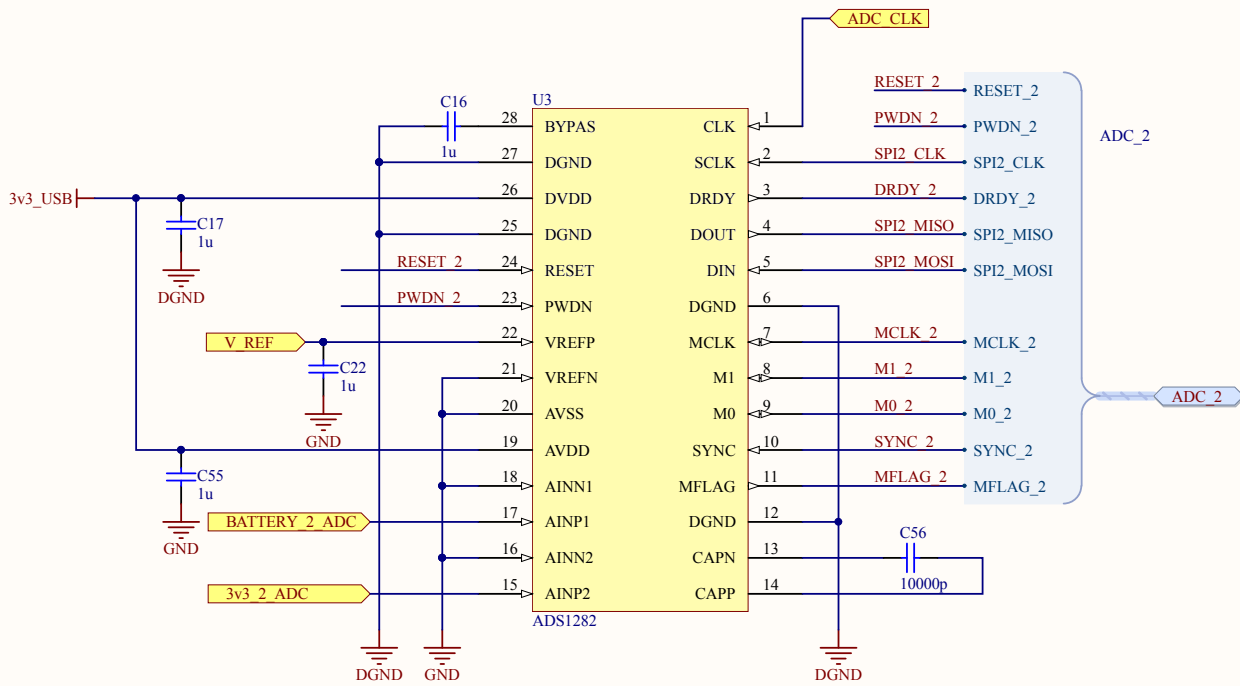 ADC_CLK
U3
C16
1u
28 BYPAS CLK 1
27 DGND SCLK 2 SPI2_CLK
26 DVDD DRDY 3 DRDY_2
25 DGND DOUT 4 SPI2_MISO
RESET_2 24 RESET DIN 5 SPI2_MOSI
PWDN_2 23 PWDN DGND 6
22 VREFP MCLK 7 MCLK_2
21 VREFN M1 8 M1_2
20 AVSS M0 9 M0_2
19 AVDD SYNC 10 SYNC_2
18 AINN1 MFLAG 11 MFLAG_2
17 AINP1 DGND 12
16 AINN2 CAPN 13
15 AINP2 CAPP 14
ADS1282
3v3_USB
C17
1u
DGND
V_REF
C22
1u
GND
C55
1u
GND
BATTERY_2_ADC
3v3_2_ADC
DGND
GND
C56
10000p
DGND
RESET_2
PWDN_2
RESET_2
PWDN_2
SPI2_CLK
DRDY_2
SPI2_MISO
SPI2_MOSI
MCLK_2
M1_2
M0_2
SYNC_2
MFLAG_2
ADC_2
ADC_2